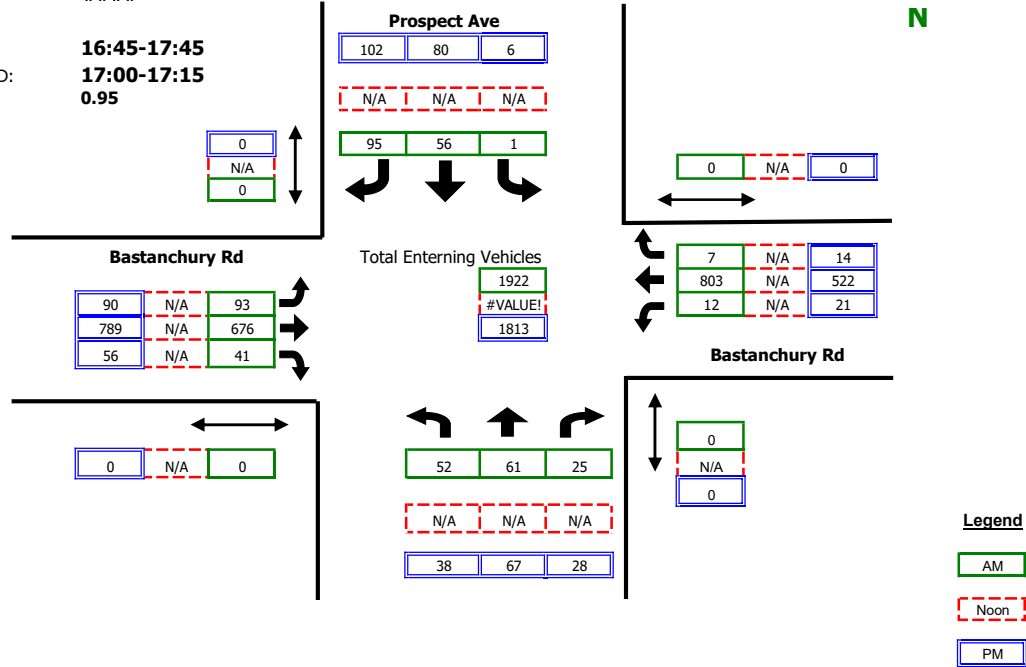 N
Prospect Ave
102 80 6
16:45-17:45
D: 17:00-17:15
0.95
N/A N/A N/A
0
N/A
0
95 56 1
0 N/A 0
Bastanchury Rd
Total Enterning Vehicles
1922
#VALUE!
1813
7 N/A 14
803 N/A 522
12 N/A 21
90 N/A 93
789 N/A 676
56 N/A 41
Bastanchury Rd
0 N/A 0
52 61 25
0
N/A
0
N/A N/A N/A
38 67 28
Legend
AM
Noon
PM